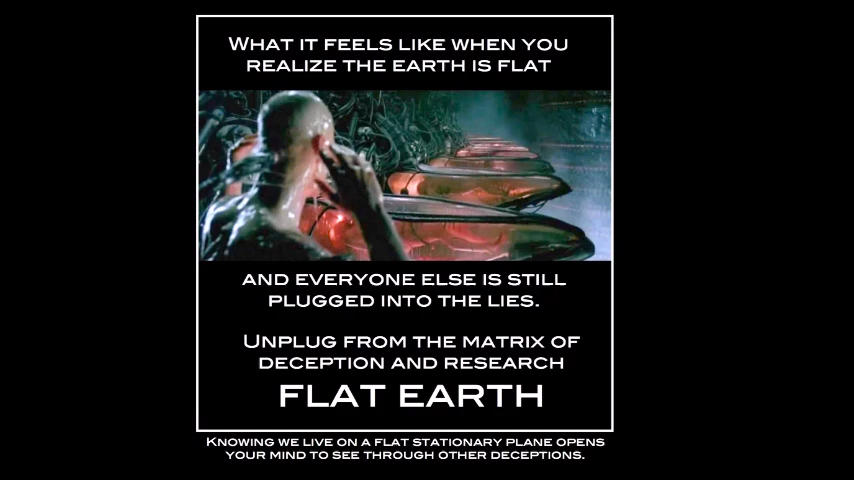 What it feels like when you
realize the earth is flat
and everyone else is still
plugged into the lies.
Unplug from the matrix of
deception and research
FLAT EARTH
Knowing we live on a flat stationary plane opens
your mind to see through other deceptions.